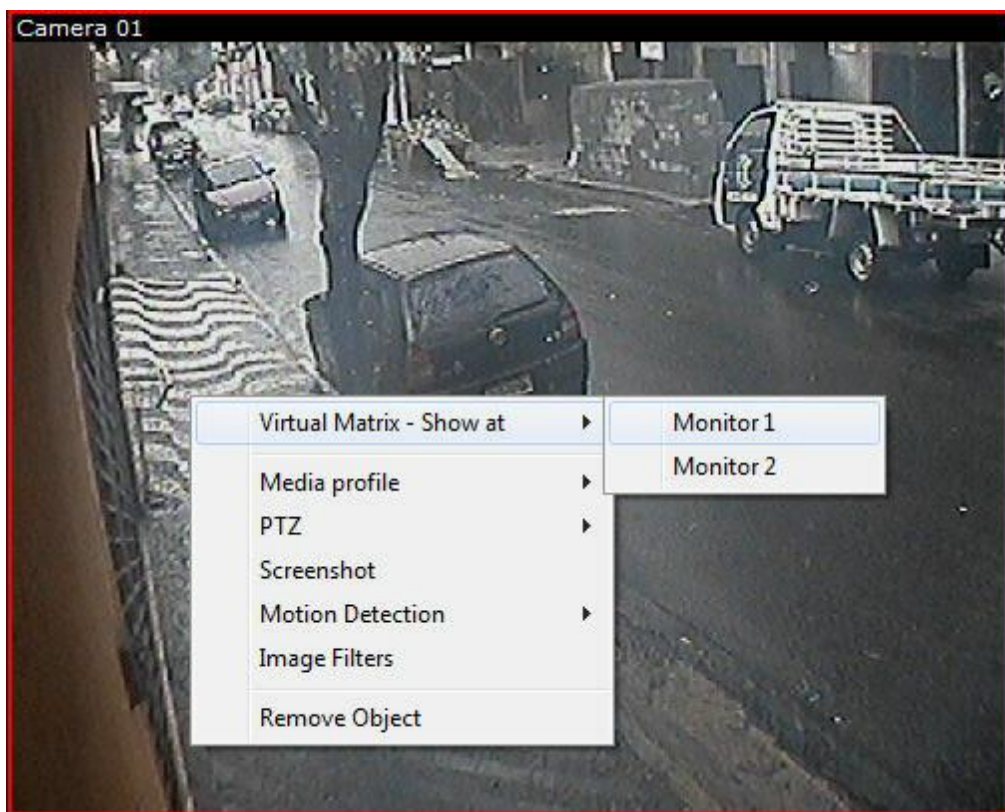 Camera 01
Virtual Matrix - Show at
Monitor 1
Monitor 2
Media profile
PTZ
Screenshot
Motion Detection
Image Filters
Remove Object